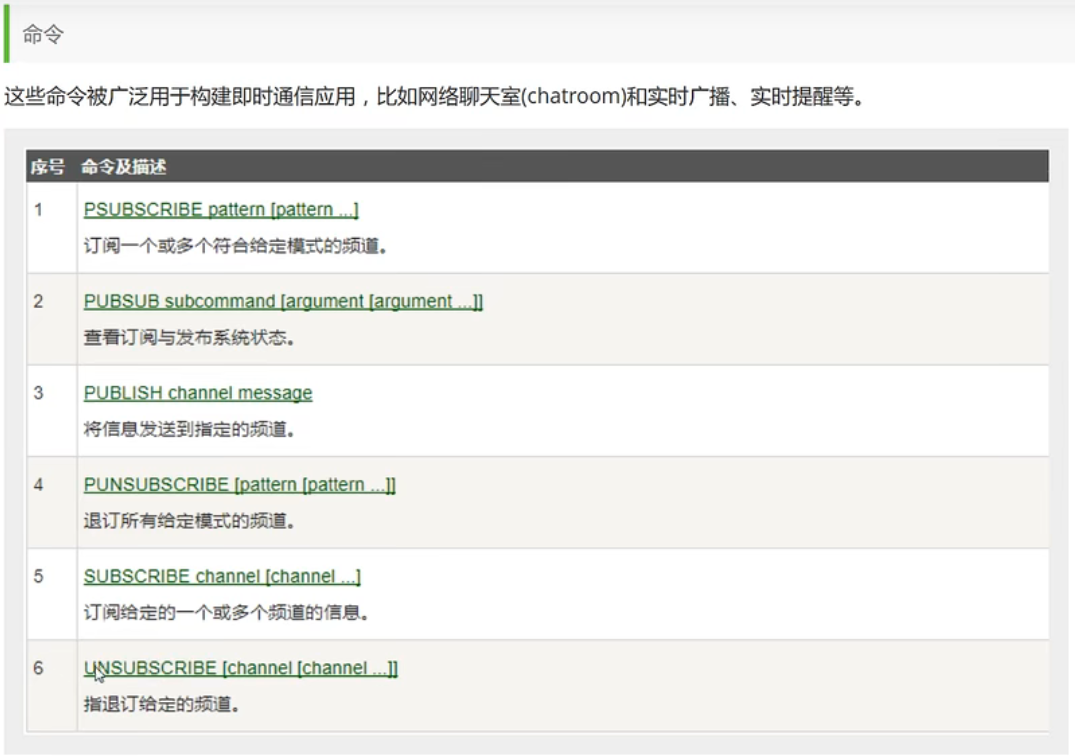 命令
这些命令被广泛用于构建即时通信应用，比如网络聊天室(chatroom)和实时广播、实时提醒等。
序号 命令及描述
1 PSUBSCRIBE pattern [pattern ...]
订阅一个或多个符合给定模式的频道。
2 PUBSUB subcommand [argument [argument ...]]
查看订阅与发布系统状态。
3 PUBLISH channel message
将信息发送到指定的频道。
4 PUNSUBSCRIBE [pattern [pattern ...]]
退订所有给定模式的频道。
5 SUBSCRIBE channel [channel ...]
订阅给定的一个或多个频道的信息。
6 UNSUBSCRIBE [channel [channel ...]]
指退订给定的频道。